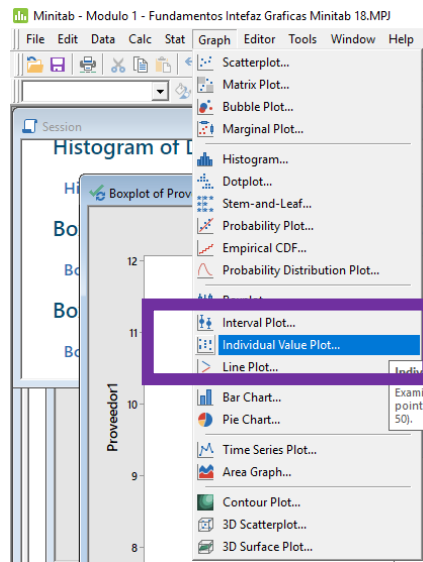 Minitab - Modulo 1 - Fundamentos Intefaz Graficas Minitab 18.MPJ
File Edit Data Calc Stat Graph Editor Tools Window Help
Scatterplot...
Matrix Plot...
Bubble Plot...
Marginal Plot...
Session
Histogram of D
Histogram...
Hi
Dotplot...
Boxplot of Prov
Stem-and-Leaf...
Bo
Probability Plot...
Empirical CDF...
Bo
Probability Distribution Plot...
12
Bo
Interval Plot...
11
Individual Value Plot...
Bo
Line Plot...
Indiv
Exami
point
50).
Bar Chart...
10
Pie Chart...
Proveedor1
Time Series Plot...
Area Graph...
9
Contour Plot...
3D Scatterplot...
3D Surface Plot...
8